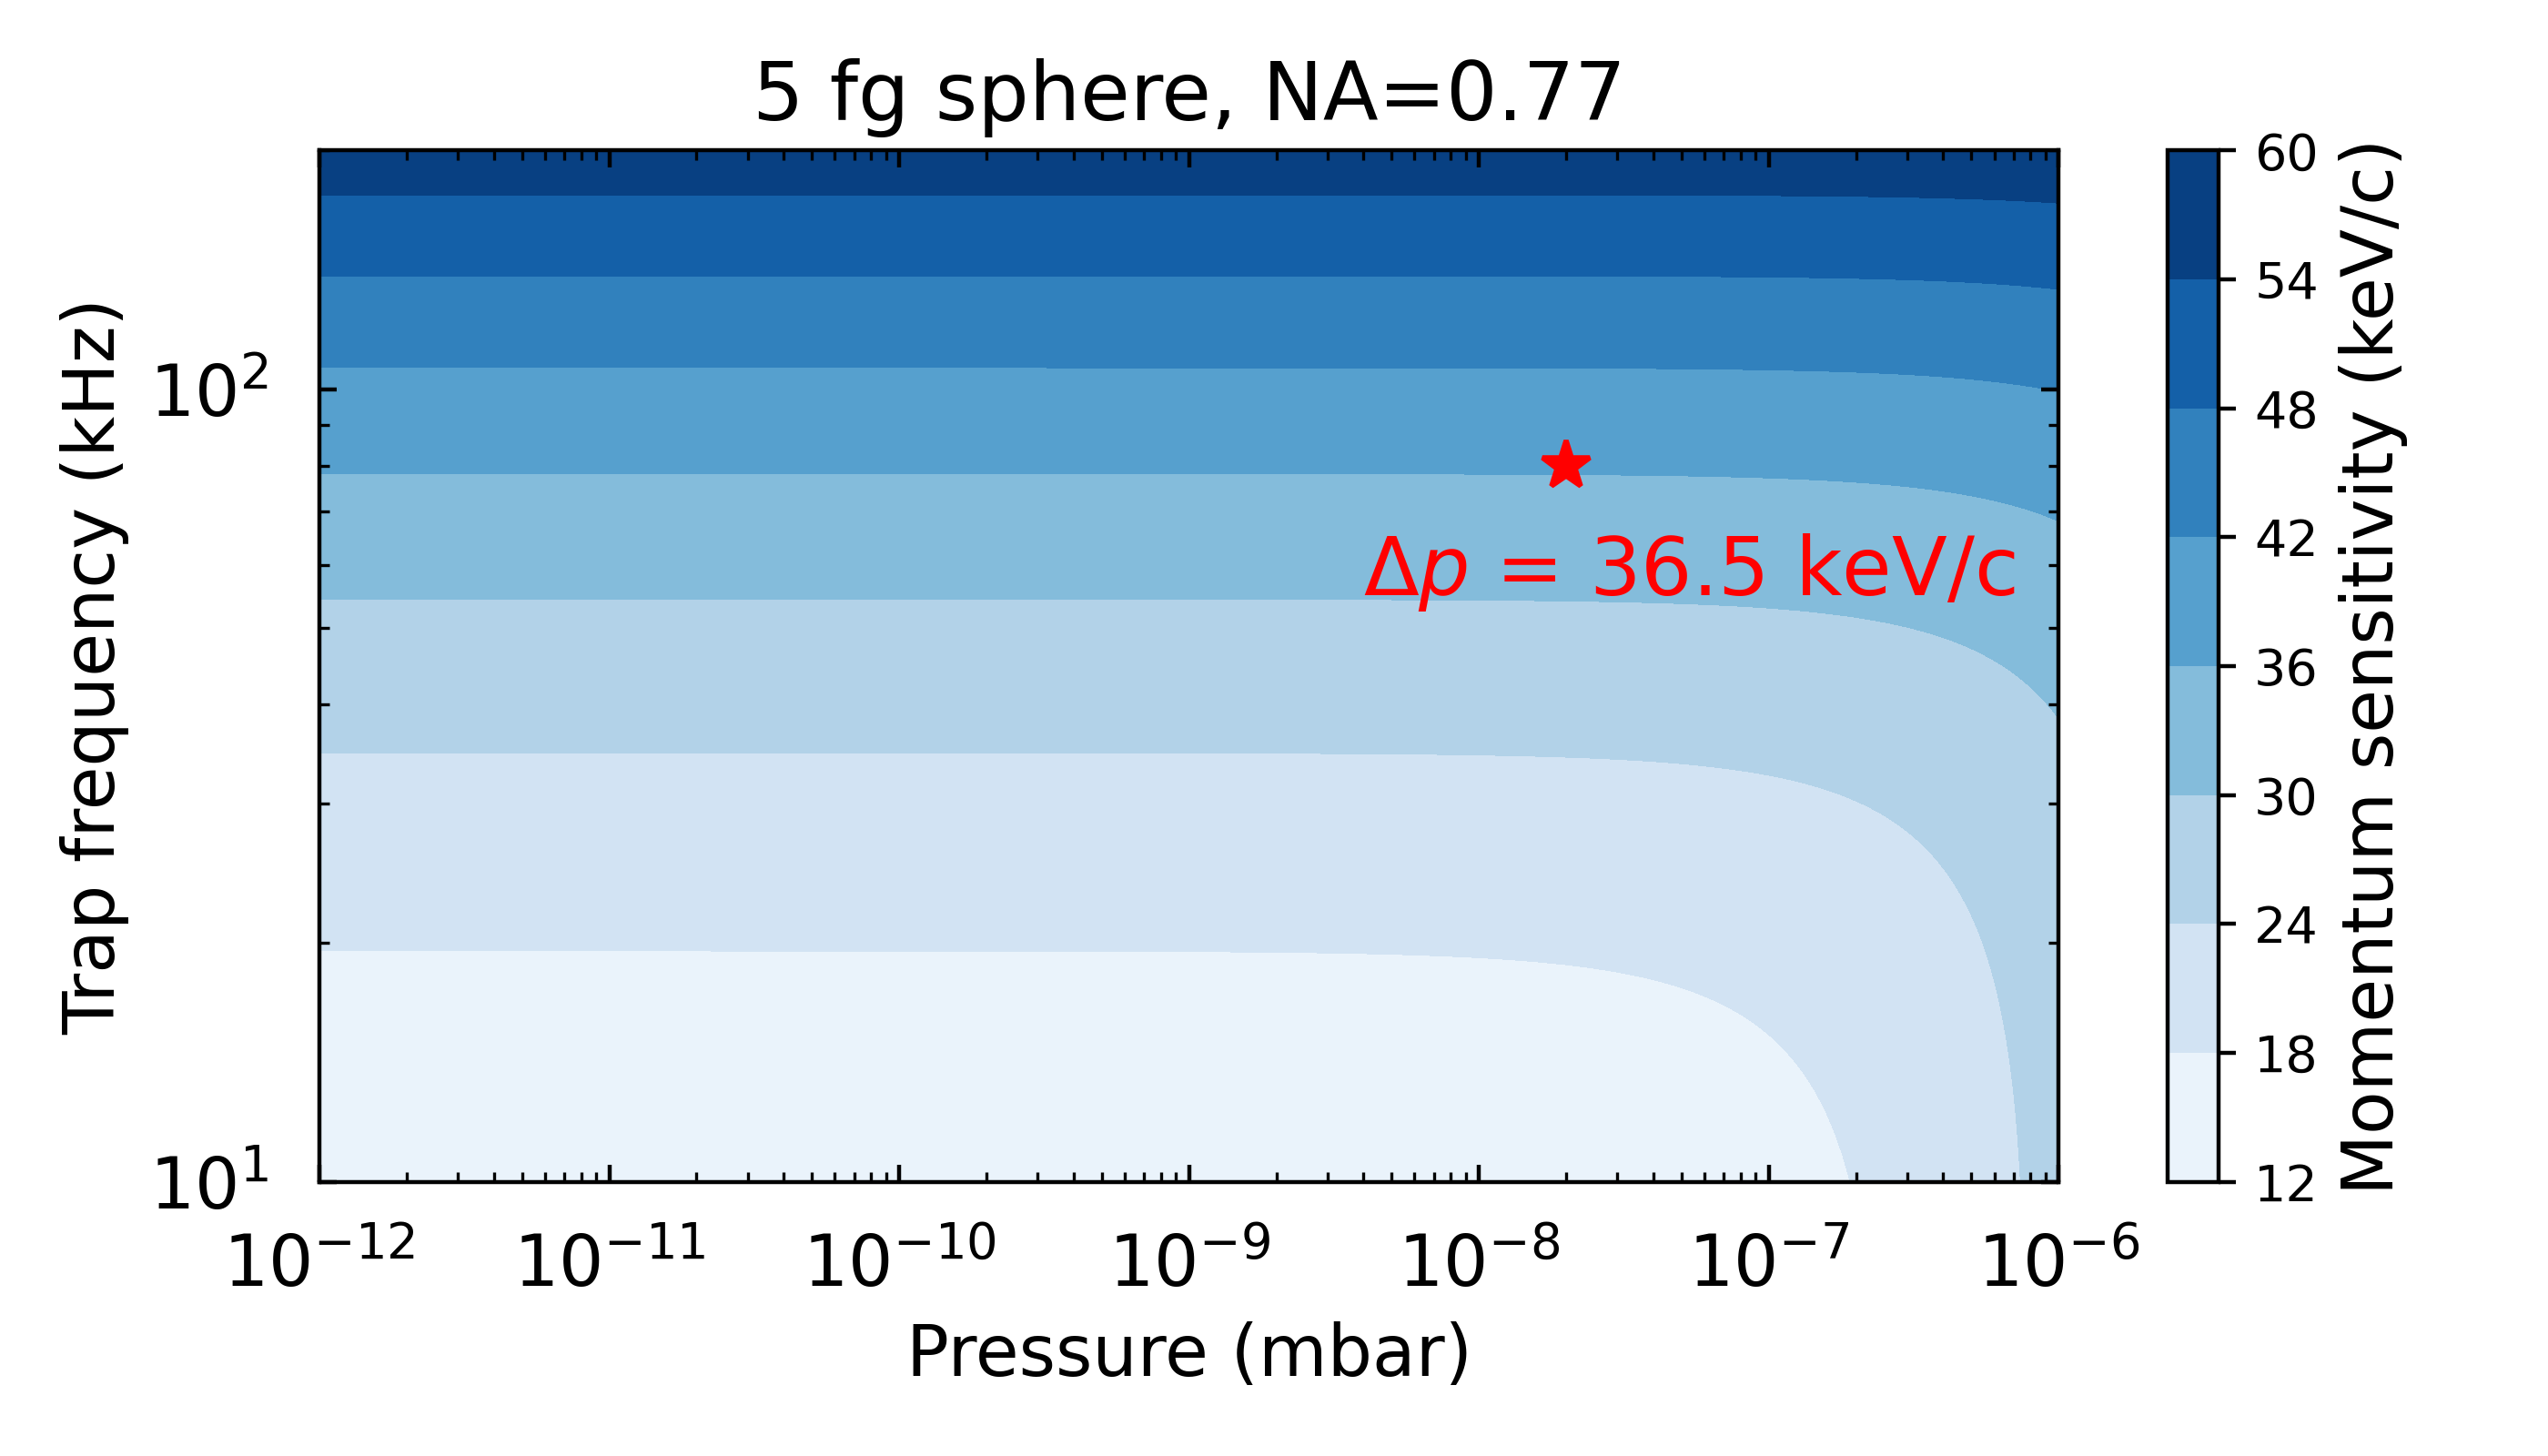 5 fg sphere, NA=0.77
Trap frequency (kHz)
10²
10¹
Δp = 36.5 keV/c
10⁻¹² 10⁻¹¹ 10⁻¹⁰ 10⁻⁹ 10⁻⁸ 10⁻⁷ 10⁻⁶
Pressure (mbar)
60
54
48
42
36
30
24
18
12
Momentum sensitivity (keV/c)